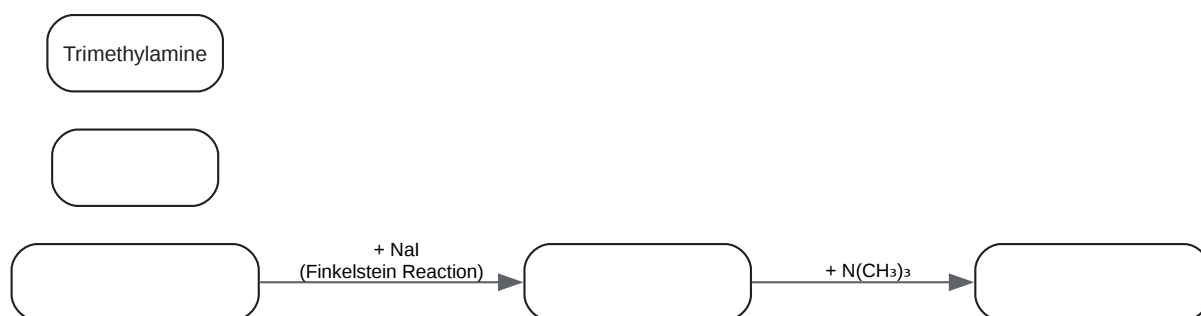 Trimethylamine
+ NaI
(Finkelstein Reaction)
+ N(CH₃)₃